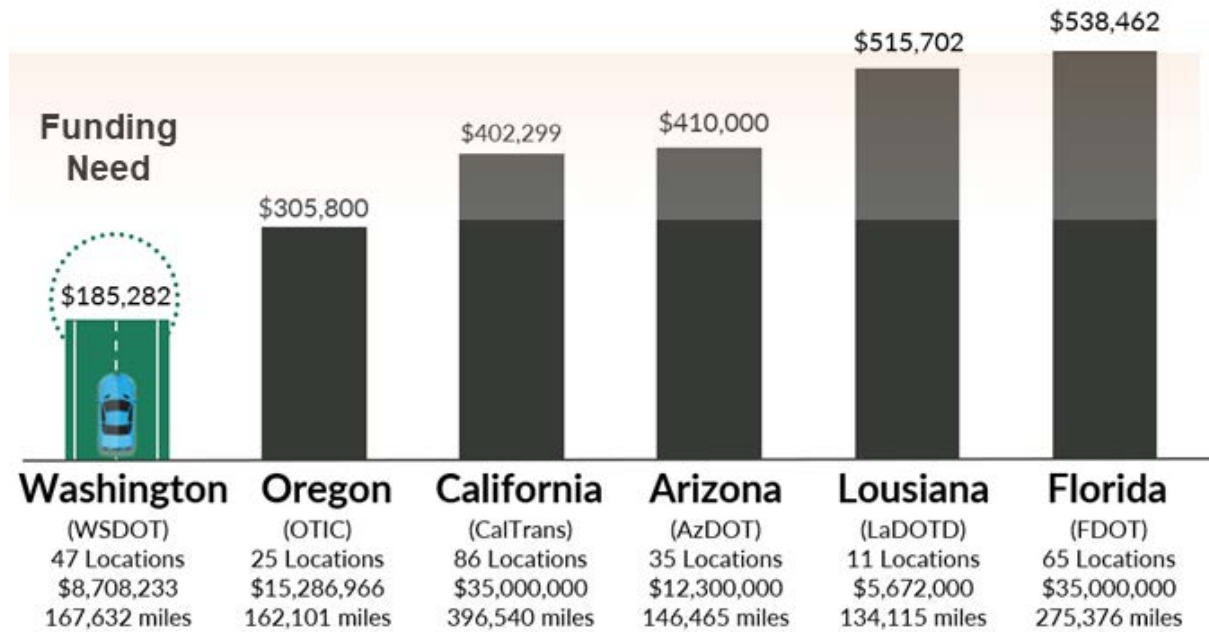 Funding
Need
$185,282
$305,800
$402,299
$410,000
$515,702
$538,462
Washington
(WSDOT)
47 Locations
$8,708,233
167,632 miles
Oregon
(OTIC)
25 Locations
$15,286,966
162,101 miles
California
(CalTrans)
86 Locations
$35,000,000
396,540 miles
Arizona
(AzDOT)
35 Locations
$12,300,000
146,465 miles
Lousiana
(LaDOTD)
11 Locations
$5,672,000
134,115 miles
Florida
(FDOT)
65 Locations
$35,000,000
275,376 miles